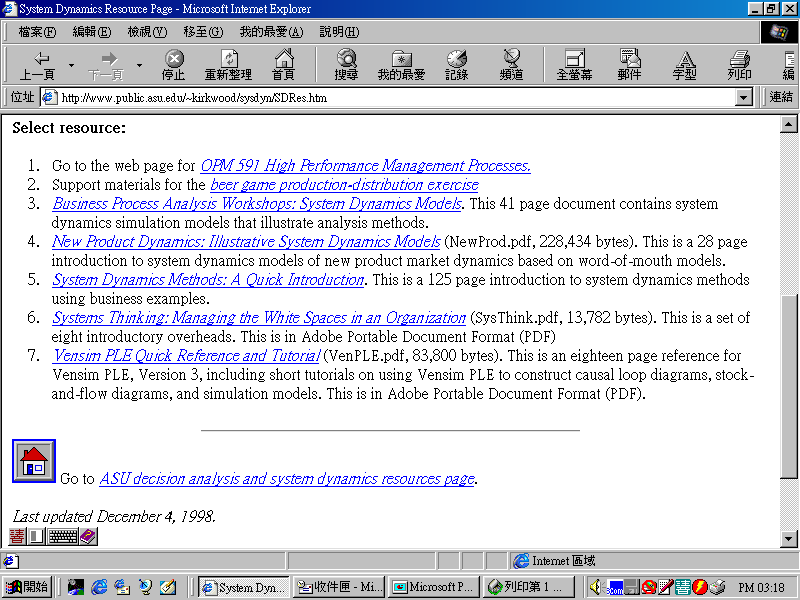 System Dynamics Resource Page - Microsoft Internet Explorer
檔案(F) 編輯(E) 檢視(V) 移至(G) 我的最愛(A) 說明(H)
上一頁 下一頁 停止 重新整理 首頁 搜尋 我的最愛 記錄 頻道 全螢幕 郵件 字型 列印 編
位址 http://www.public.asu.edu/~kirkwood/sysdyn/SDRes.htm 連結
Select resource:
1. Go to the web page for OPM 591 High Performance Management Processes.
2. Support materials for the beer game production-distribution exercise
3. Business Process Analysis Workshops: System Dynamics Models. This 41 page document contains system
dynamics simulation models that illustrate analysis methods.
4. New Product Dynamics: Illustrative System Dynamics Models (NewProd.pdf, 228,434 bytes). This is a 28 page
introduction to system dynamics models of new product market dynamics based on word-of-mouth models.
5. System Dynamics Methods: A Quick Introduction. This is a 125 page introduction to system dynamics methods
using business examples.
6. Systems Thinking: Managing the White Spaces in an Organization (SysThink.pdf, 13,782 bytes). This is a set of
eight introductory overheads. This is in Adobe Portable Document Format (PDF)
7. Vensim PLE Quick Reference and Tutorial (VenPLE.pdf, 83,800 bytes). This is an eighteen page reference for
Vensim PLE, Version 3, including short tutorials on using Vensim PLE to construct causal loop diagrams, stock-
and-flow diagrams, and simulation models. This is in Adobe Portable Document Format (PDF).
Go to ASU decision analysis and system dynamics resources page.
Last updated December 4, 1998.
Internet 區域
開始 System Dyn... 收件匣 - Mi... Microsoft P... 列印第 1 ... PM 03:18